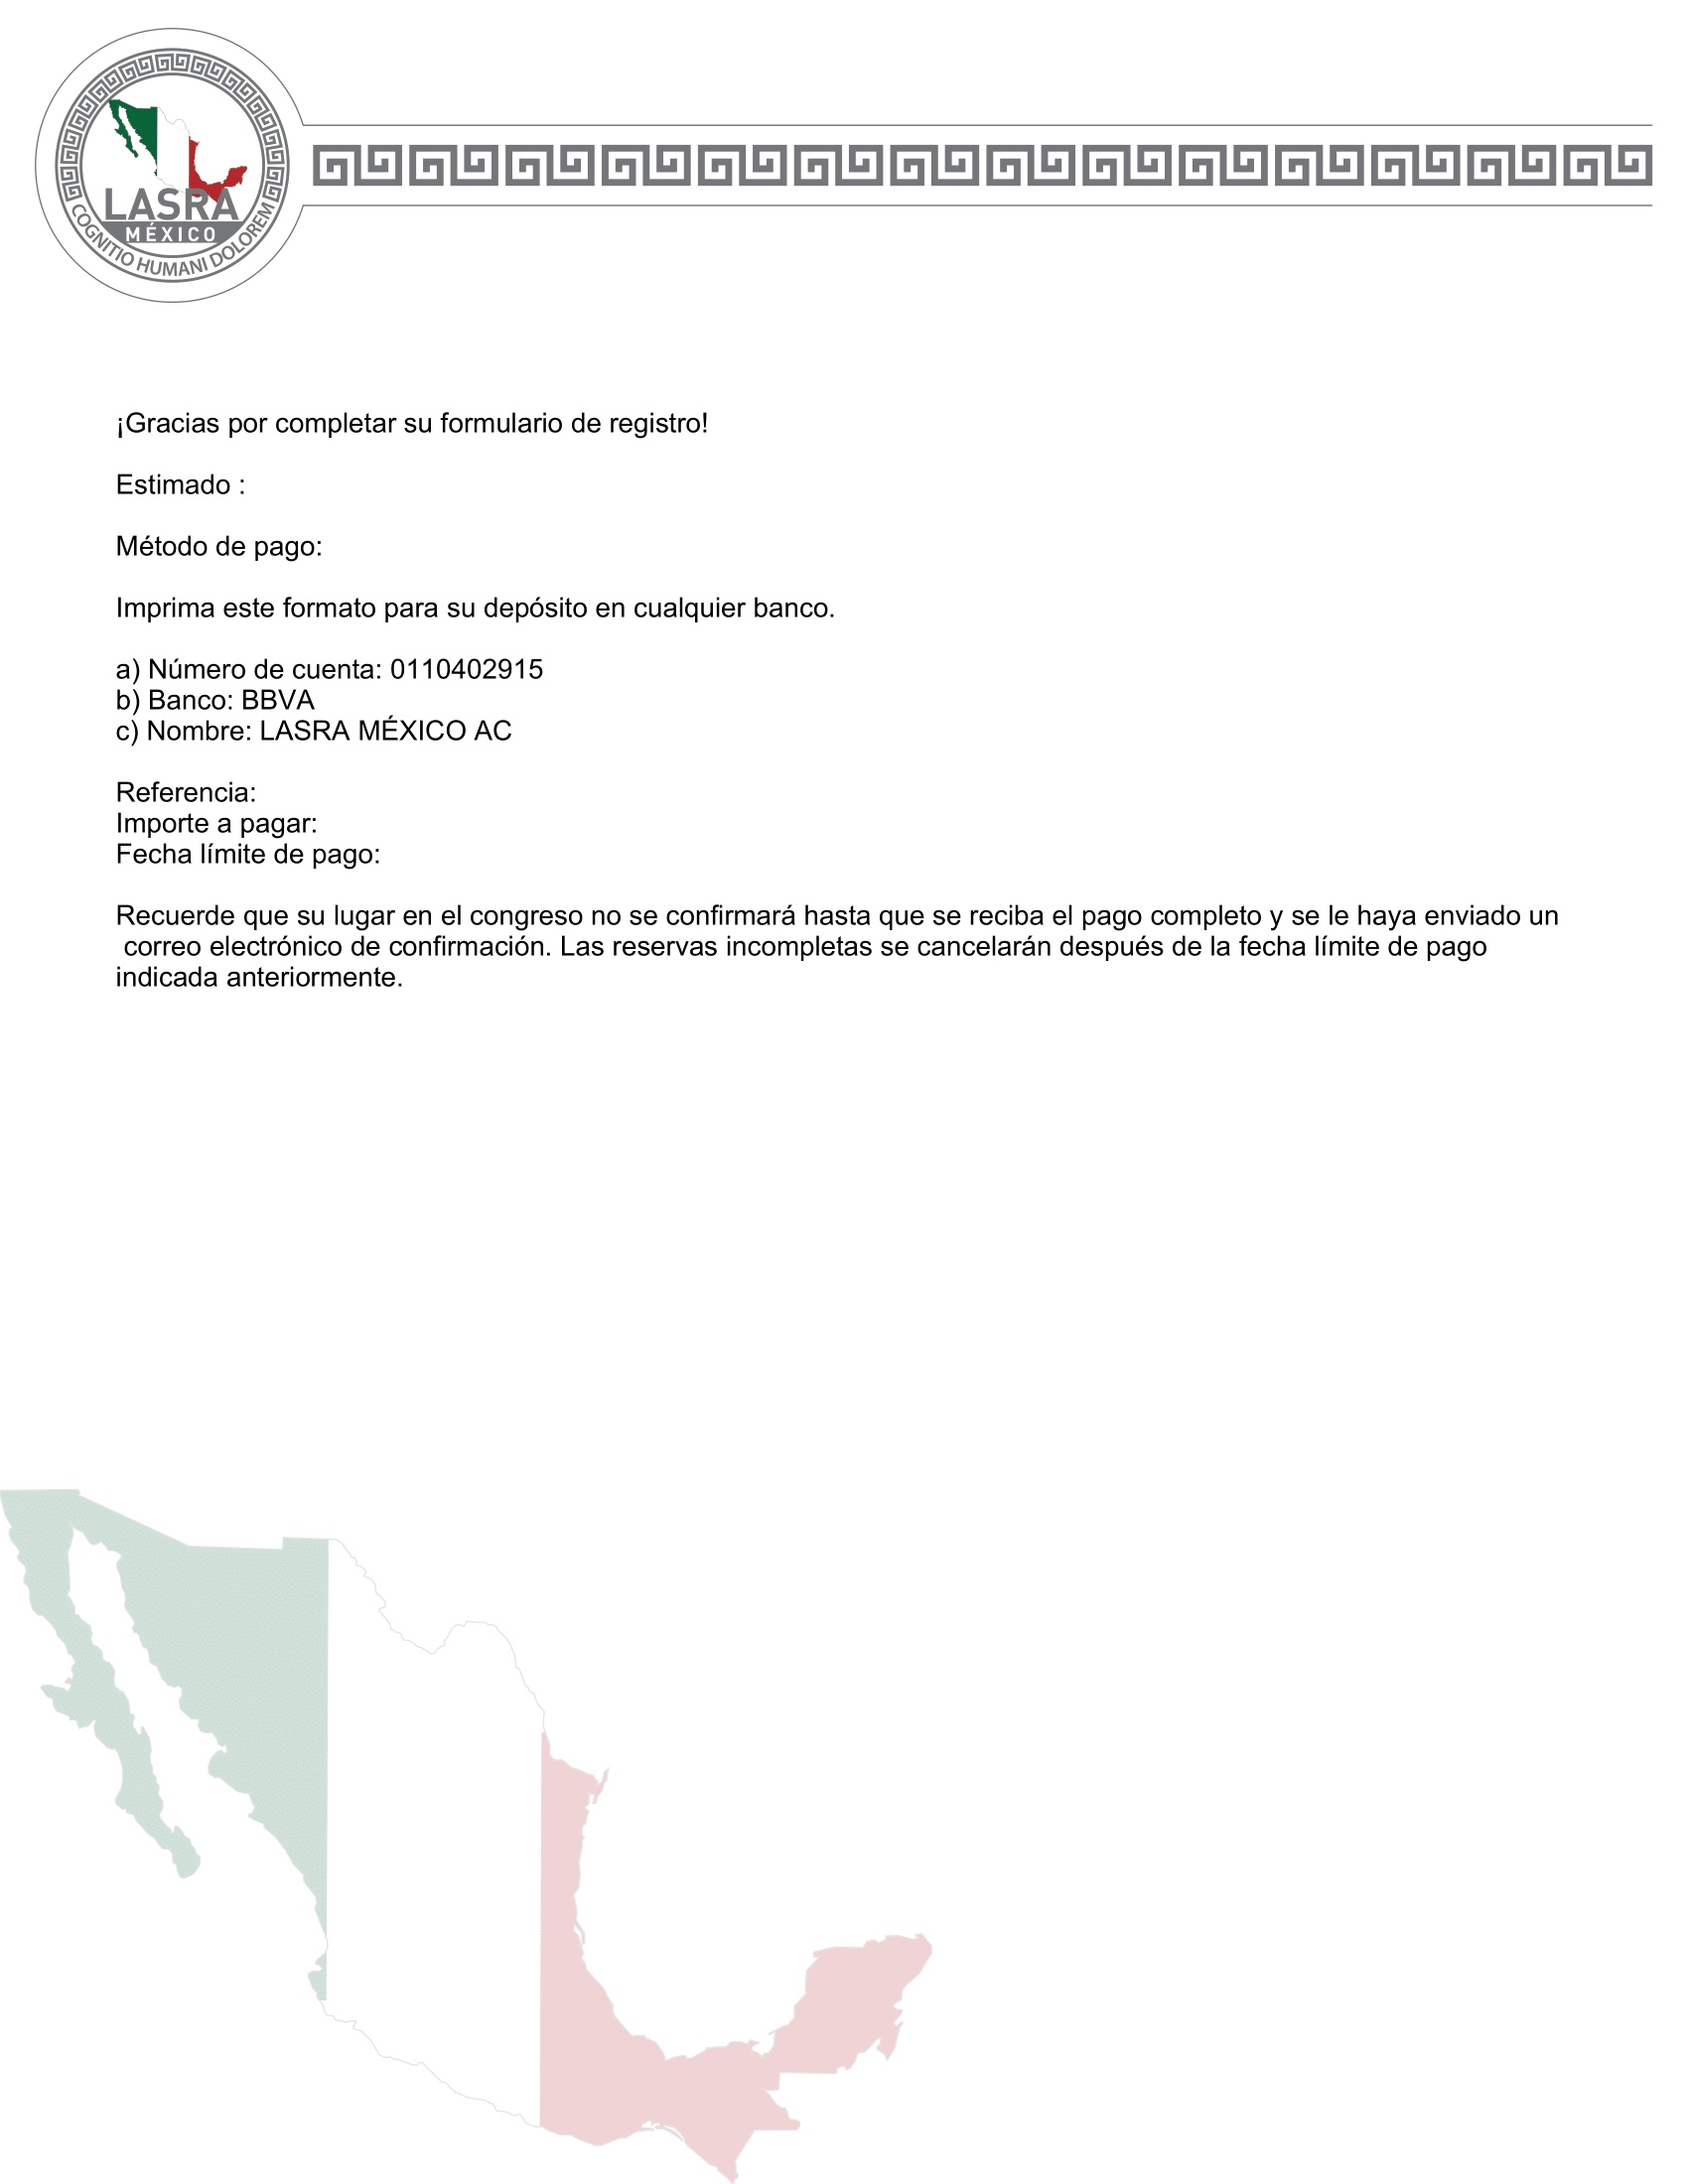 LASRA
MÉXICO
COGNITIO HUMANI DOLOREM
¡Gracias por completar su formulario de registro!
Estimado :
Método de pago:
Imprima este formato para su depósito en cualquier banco.
a) Número de cuenta: 0110402915
b) Banco: BBVA
c) Nombre: LASRA MÉXICO AC
Referencia:
Importe a pagar:
Fecha límite de pago:
Recuerde que su lugar en el congreso no se confirmará hasta que se reciba el pago completo y se le haya enviado un
correo electrónico de confirmación. Las reservas incompletas se cancelarán después de la fecha límite de pago
indicada anteriormente.